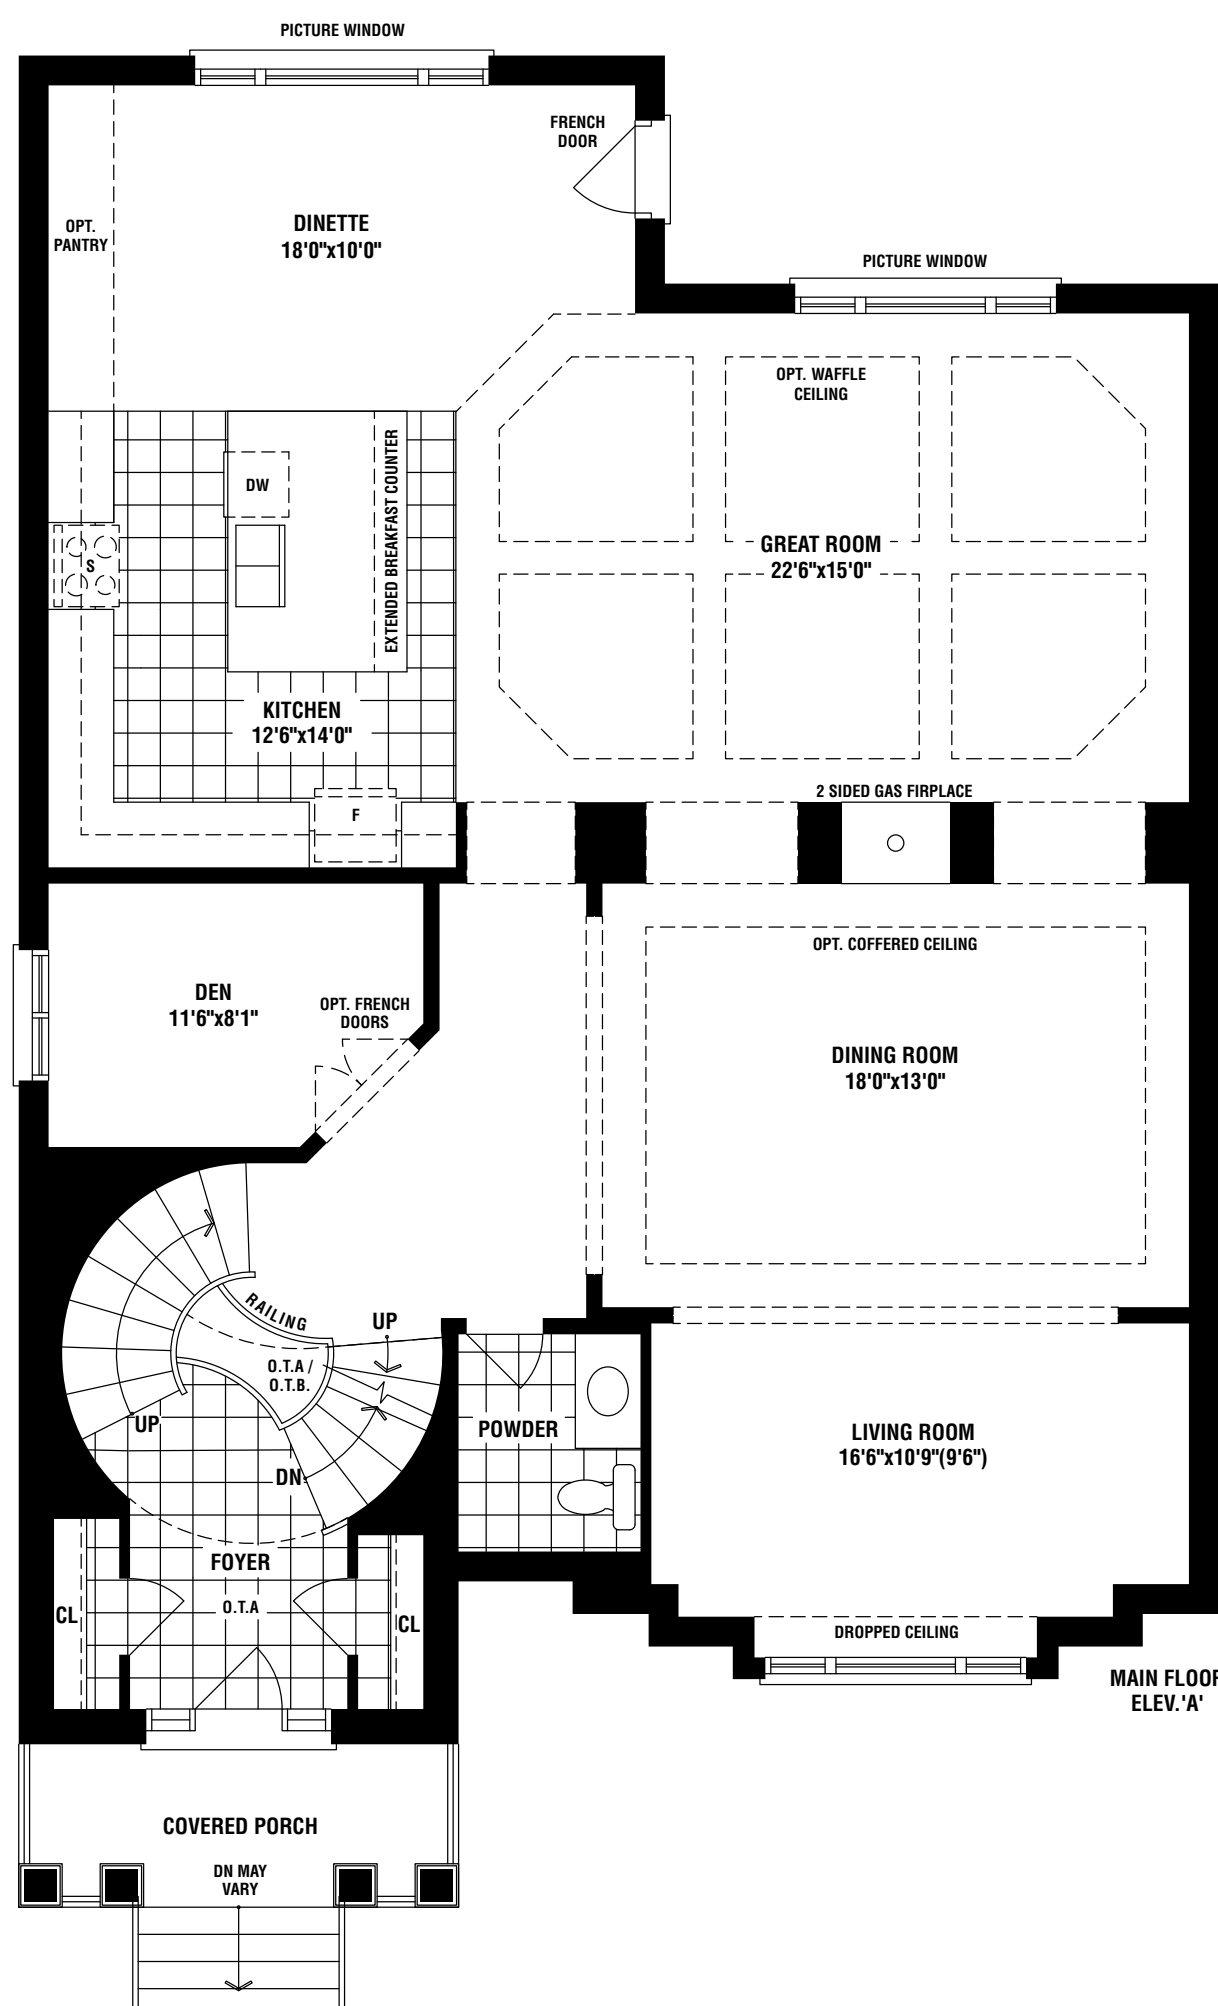 PICTURE WINDOW
FRENCH
DOOR
OPT.
PANTRY
DINETTE
18'0"x10'0"
PICTURE WINDOW
OPT. WAFFLE
CEILING
DW
EXTENDED BREAKFAST COUNTER
S
GREAT ROOM
22'6"x15'0"
KITCHEN
12'6"x14'0"
F
2 SIDED GAS FIRPLACE
OPT. COFFERED CEILING
DEN
11'6"x8'1"
OPT. FRENCH
DOORS
DINING ROOM
18'0"x13'0"
RAILING
UP
O.T.A /
O.T.B.
UP
DN
POWDER
LIVING ROOM
16'6"x10'9"(9'6")
FOYER
O.T.A
CL
CL
DROPPED CEILING
MAIN FLOOR
ELEV.'A'
COVERED PORCH
DN MAY
VARY